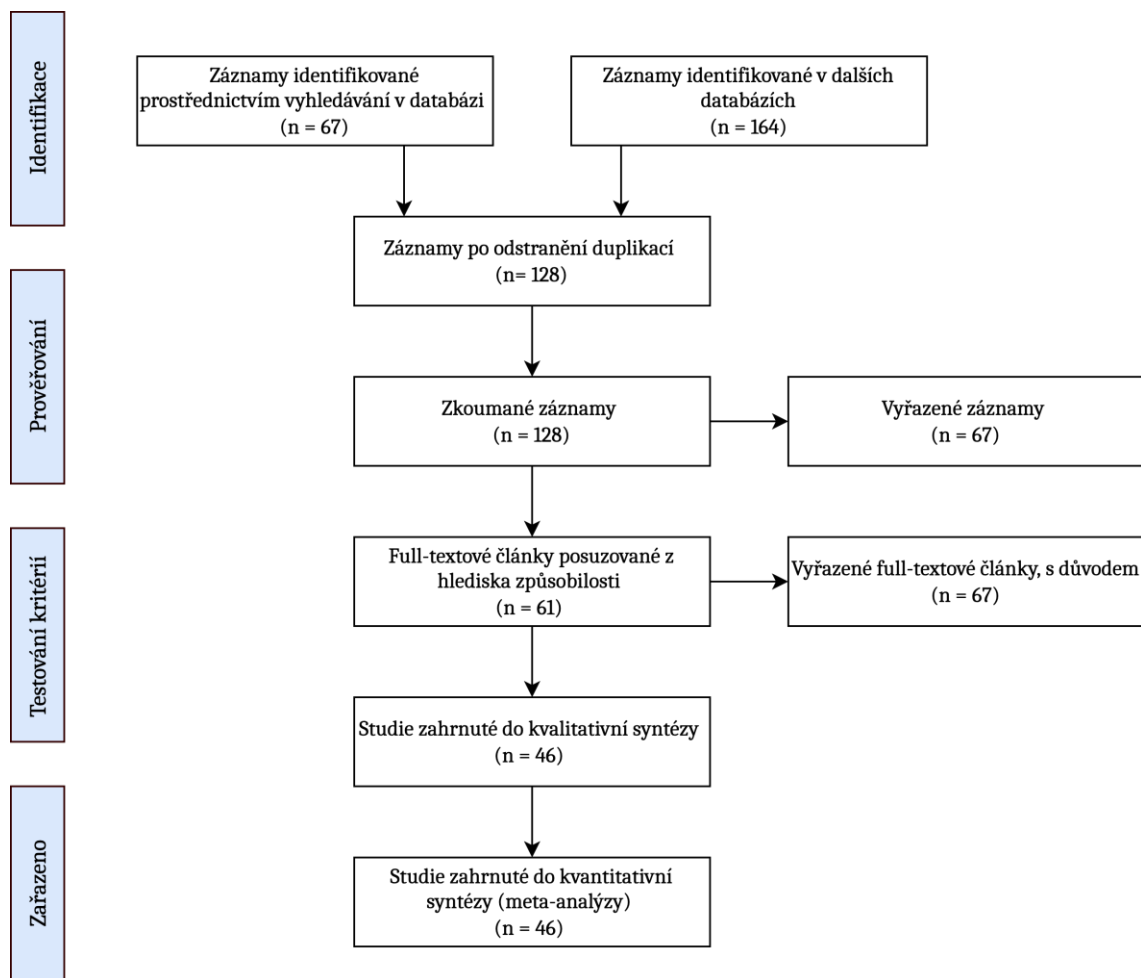 Identifikace
Záznamy identifikované
prostřednictvím vyhledávání v databázi
(n = 67)
Záznamy identifikované v dalších
databázích
(n = 164)
Záznamy po odstranění duplikací
(n= 128)
Prověřování
Zkoumané záznamy
(n = 128)
Vyřazené záznamy
(n = 67)
Testování kritérií
Full-textové články posuzované z
hlediska způsobilosti
(n = 61)
Vyřazené full-textové články, s důvodem
(n = 67)
Studie zahrnuté do kvalitativní syntézy
(n = 46)
Zařazeno
Studie zahrnuté do kvantitativní
syntézy (meta-analýzy)
(n = 46)